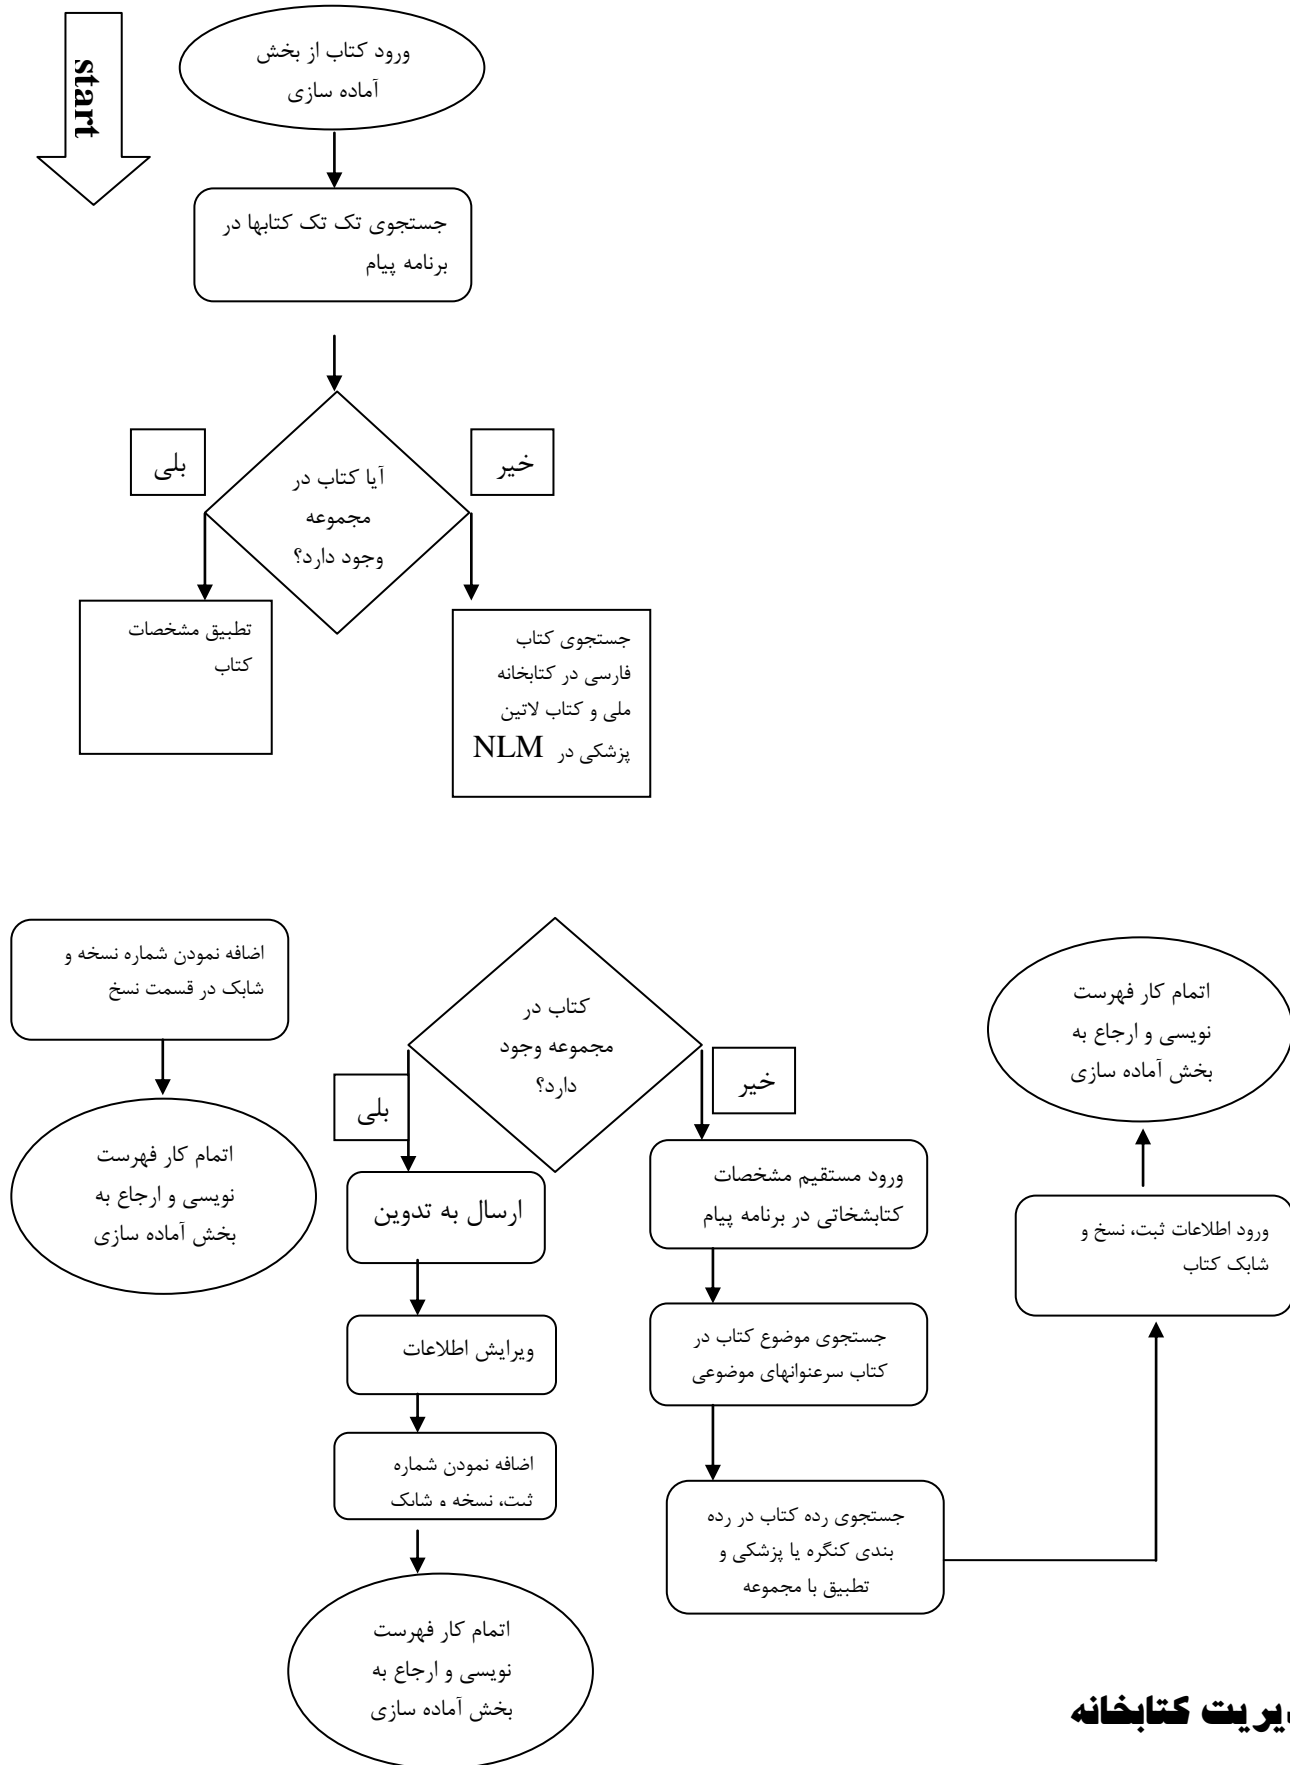 start
ورود کتاب از بخش
آماده سازی
جستجوی تک تک کتابها در
برنامه پیام
بلی
خیر
آیا کتاب در
مجموعه
وجود دارد؟
تطبیق مشخصات
کتاب
جستجوی کتاب
فارسی در کتابخانه
ملی و کتاب لاتین
پزشکی در NLM
اضافه نمودن شماره نسخه و
شابک در قسمت نسخ
اتمام کار فهرست
نویسی و ارجاع به
بخش آماده سازی
کتاب در
مجموعه وجود
دارد؟
بلی
خیر
ارسال به تدوین
ویرایش اطلاعات
اضافه نمودن شماره
ثبت، نسخه و شابک
اتمام کار فهرست
نویسی و ارجاع به
بخش آماده سازی
ورود مستقیم مشخصات
کتابشخاتی در برنامه پیام
جستجوی موضوع کتاب در
کتاب سرعنوانهای موضوعی
جستجوی رده کتاب در رده
بندی کنگره یا پزشکی و
تطبیق با مجموعه
ورود اطلاعات ثبت، نسخ و
شابک کتاب
اتمام کار فهرست
نویسی و ارجاع به
بخش آماده سازی
کتابخانه